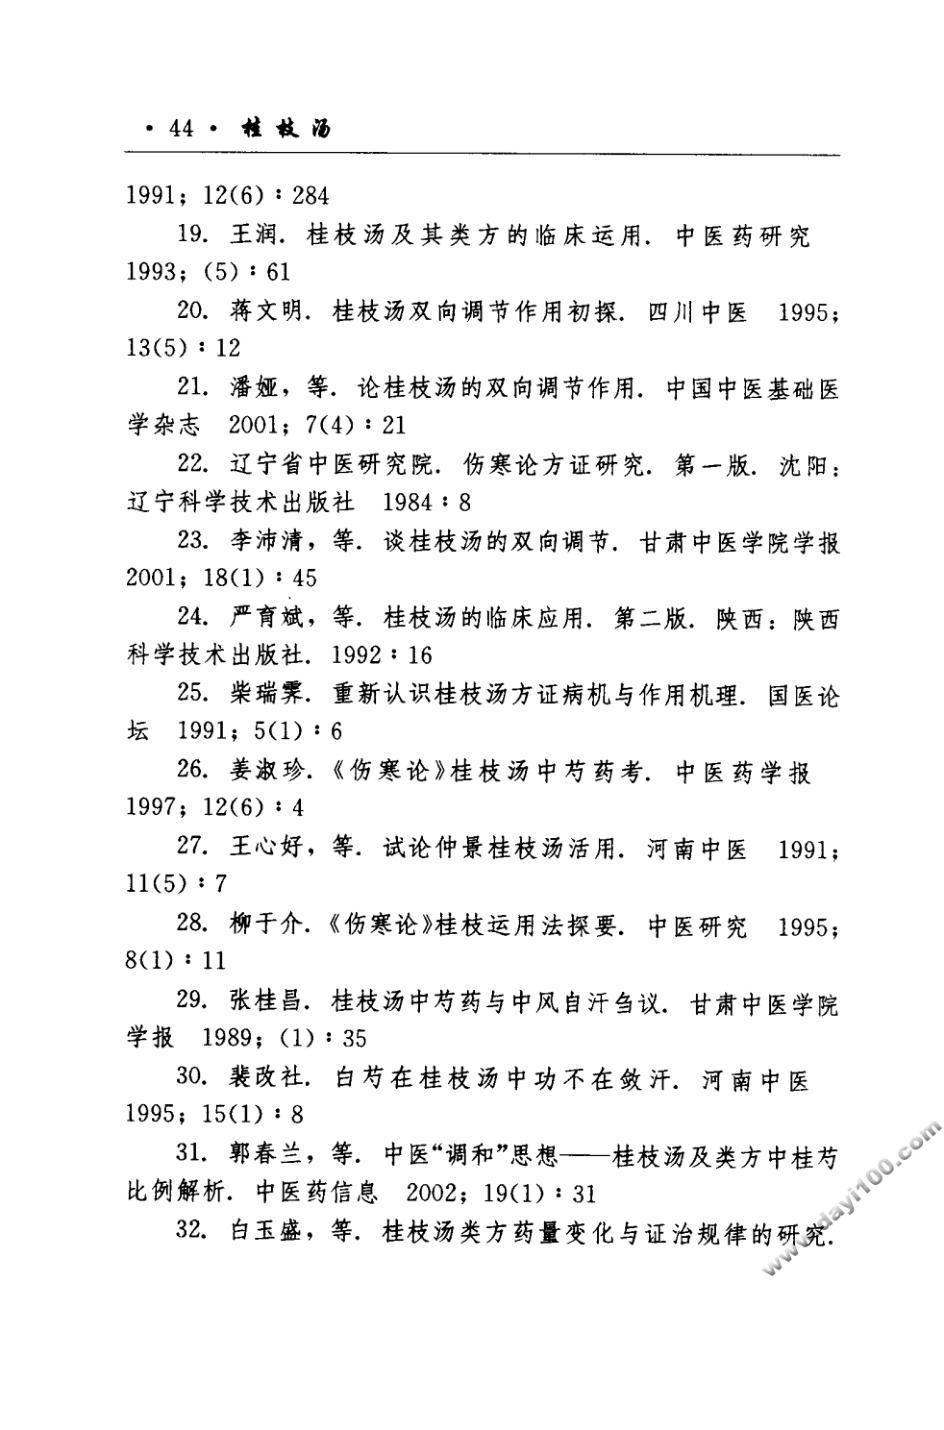 · 44 · 桂枝汤
1991；12(6)：284
19. 王润. 桂枝汤及其类方的临床运用. 中医药研究
1993；(5)：61
20. 蒋文明. 桂枝汤双向调节作用初探. 四川中医 1995；
13(5)：12
21. 潘娅，等. 论桂枝汤的双向调节作用. 中国中医基础医
学杂志 2001；7(4)：21
22. 辽宁省中医研究院. 伤寒论方证研究. 第一版. 沈阳：
辽宁科学技术出版社 1984：8
23. 李沛清，等. 谈桂枝汤的双向调节. 甘肃中医学院学报
2001；18(1)：45
24. 严育斌，等. 桂枝汤的临床应用. 第二版. 陕西：陕西
科学技术出版社. 1992：16
25. 柴瑞霁. 重新认识桂枝汤方证病机与作用机理. 国医论
坛 1991；5(1)：6
26. 姜淑珍.《伤寒论》桂枝汤中芍药考. 中医药学报
1997；12(6)：4
27. 王心好，等. 试论仲景桂枝汤活用. 河南中医 1991；
11(5)：7
28. 柳于介.《伤寒论》桂枝运用法探要. 中医研究 1995；
8(1)：11
29. 张桂昌. 桂枝汤中芍药与中风自汗刍议. 甘肃中医学院
学报 1989；(1)：35
30. 裴改社. 白芍在桂枝汤中功不在敛汗. 河南中医
1995；15(1)：8
31. 郭春兰，等. 中医“调和”思想——桂枝汤及类方中桂芍
比例解析. 中医药信息 2002；19(1)：31
32. 白玉盛，等. 桂枝汤类方药量变化与证治规律的研究.
www.dayi100.com